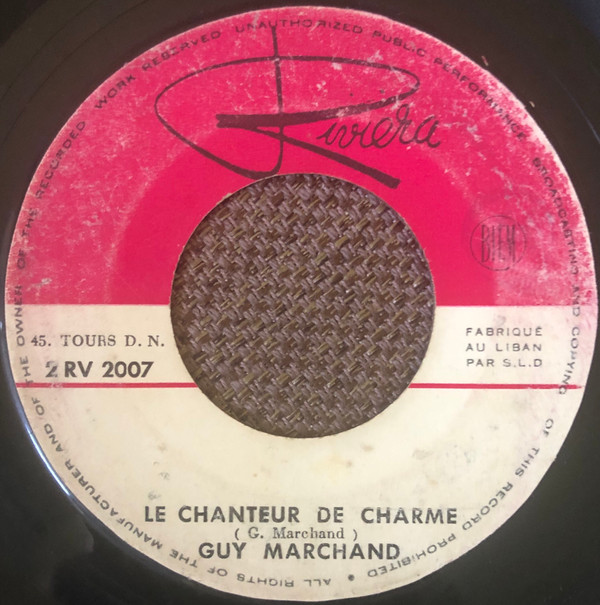 ALL RIGHTS OF THE MANUFACTURER AND OF THE OWNER OF THE RECORDED WORK RESERVED UNAUTHORIZED PUBLIC PERFORMANCE BROADCASTING AND COPYING OF THIS RECORD PROHIBITED
Riviera
BIEM
45. TOURS D. N.
2 RV 2007
FABRIQUÉ
AU LIBAN
PAR S.L.D
LE CHANTEUR DE CHARME
( G. Marchand )
GUY MARCHAND